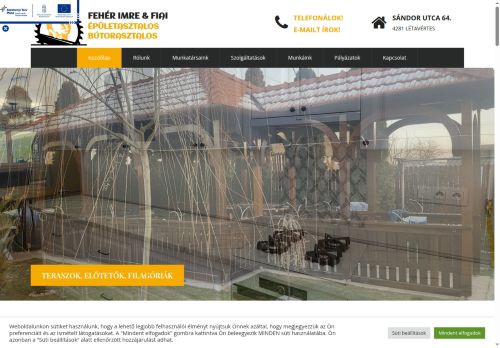 FEHÉR IMRE & FIAI
ÉPÜLETASZTALOS
BÚTORASZTALOS
TELEFONÁLOK!
E-MAILT ÍROK!
SÁNDOR UTCA 64.
4281 LÉTAVÉRTES
Kezdőlap
Rólunk
Munkatársaink
Szolgáltatások
Munkáink
Pályázatok
Kapcsolat
TERASZOK, ELŐTETŐK, FILAGÓRIÁK
Weboldalunkon sütiket használunk, hogy a lehető legjobb felhasználói élményt nyújtsuk Önnek azáltal, hogy megjegyezzük az Ön
preferenciáit és az ismételt látogatásokat. A "Mindent elfogadok" gombra kattintva Ön beleegyezik MINDEN süti használatába. Ön
azonban a "Süti beállítások" alatt ellenőrzött hozzájárulást adhat.
Süti beállítások
Mindent elfogadok